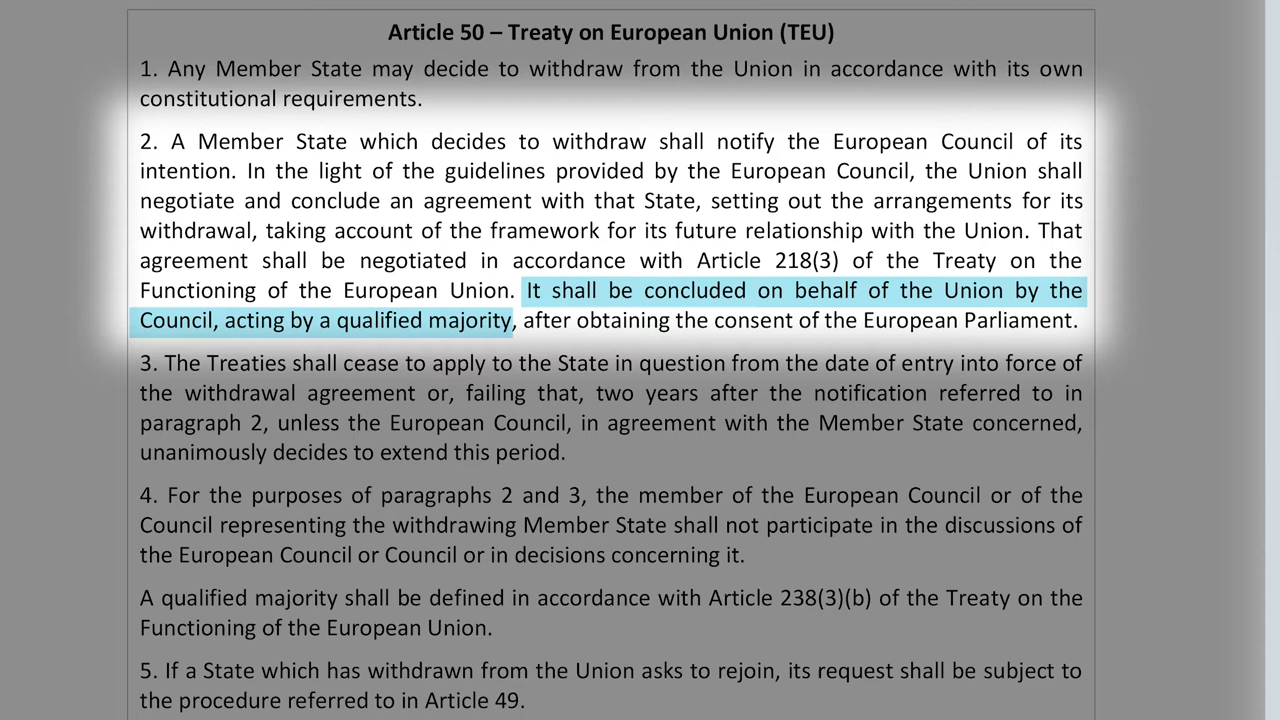 Article 50 – Treaty on European Union (TEU)
1. Any Member State may decide to withdraw from the Union in accordance with its own
constitutional requirements.
2. A Member State which decides to withdraw shall notify the European Council of its
intention. In the light of the guidelines provided by the European Council, the Union shall
negotiate and conclude an agreement with that State, setting out the arrangements for its
withdrawal, taking account of the framework for its future relationship with the Union. That
agreement shall be negotiated in accordance with Article 218(3) of the Treaty on the
Functioning of the European Union. It shall be concluded on behalf of the Union by the
Council, acting by a qualified majority, after obtaining the consent of the European Parliament.
3. The Treaties shall cease to apply to the State in question from the date of entry into force of
the withdrawal agreement or, failing that, two years after the notification referred to in
paragraph 2, unless the European Council, in agreement with the Member State concerned,
unanimously decides to extend this period.
4. For the purposes of paragraphs 2 and 3, the member of the European Council or of the
Council representing the withdrawing Member State shall not participate in the discussions of
the European Council or Council or in decisions concerning it.
A qualified majority shall be defined in accordance with Article 238(3)(b) of the Treaty on the
Functioning of the European Union.
5. If a State which has withdrawn from the Union asks to rejoin, its request shall be subject to
the procedure referred to in Article 49.